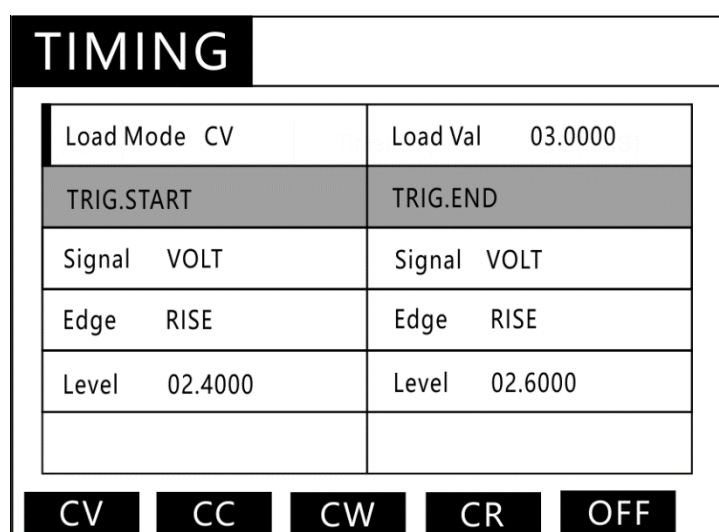 TIMING
Load Mode CV Load Val 03.0000
TRIG.START TRIG.END
Signal VOLT Signal VOLT
Edge RISE Edge RISE
Level 02.4000 Level 02.6000
CV CC CW CR OFF